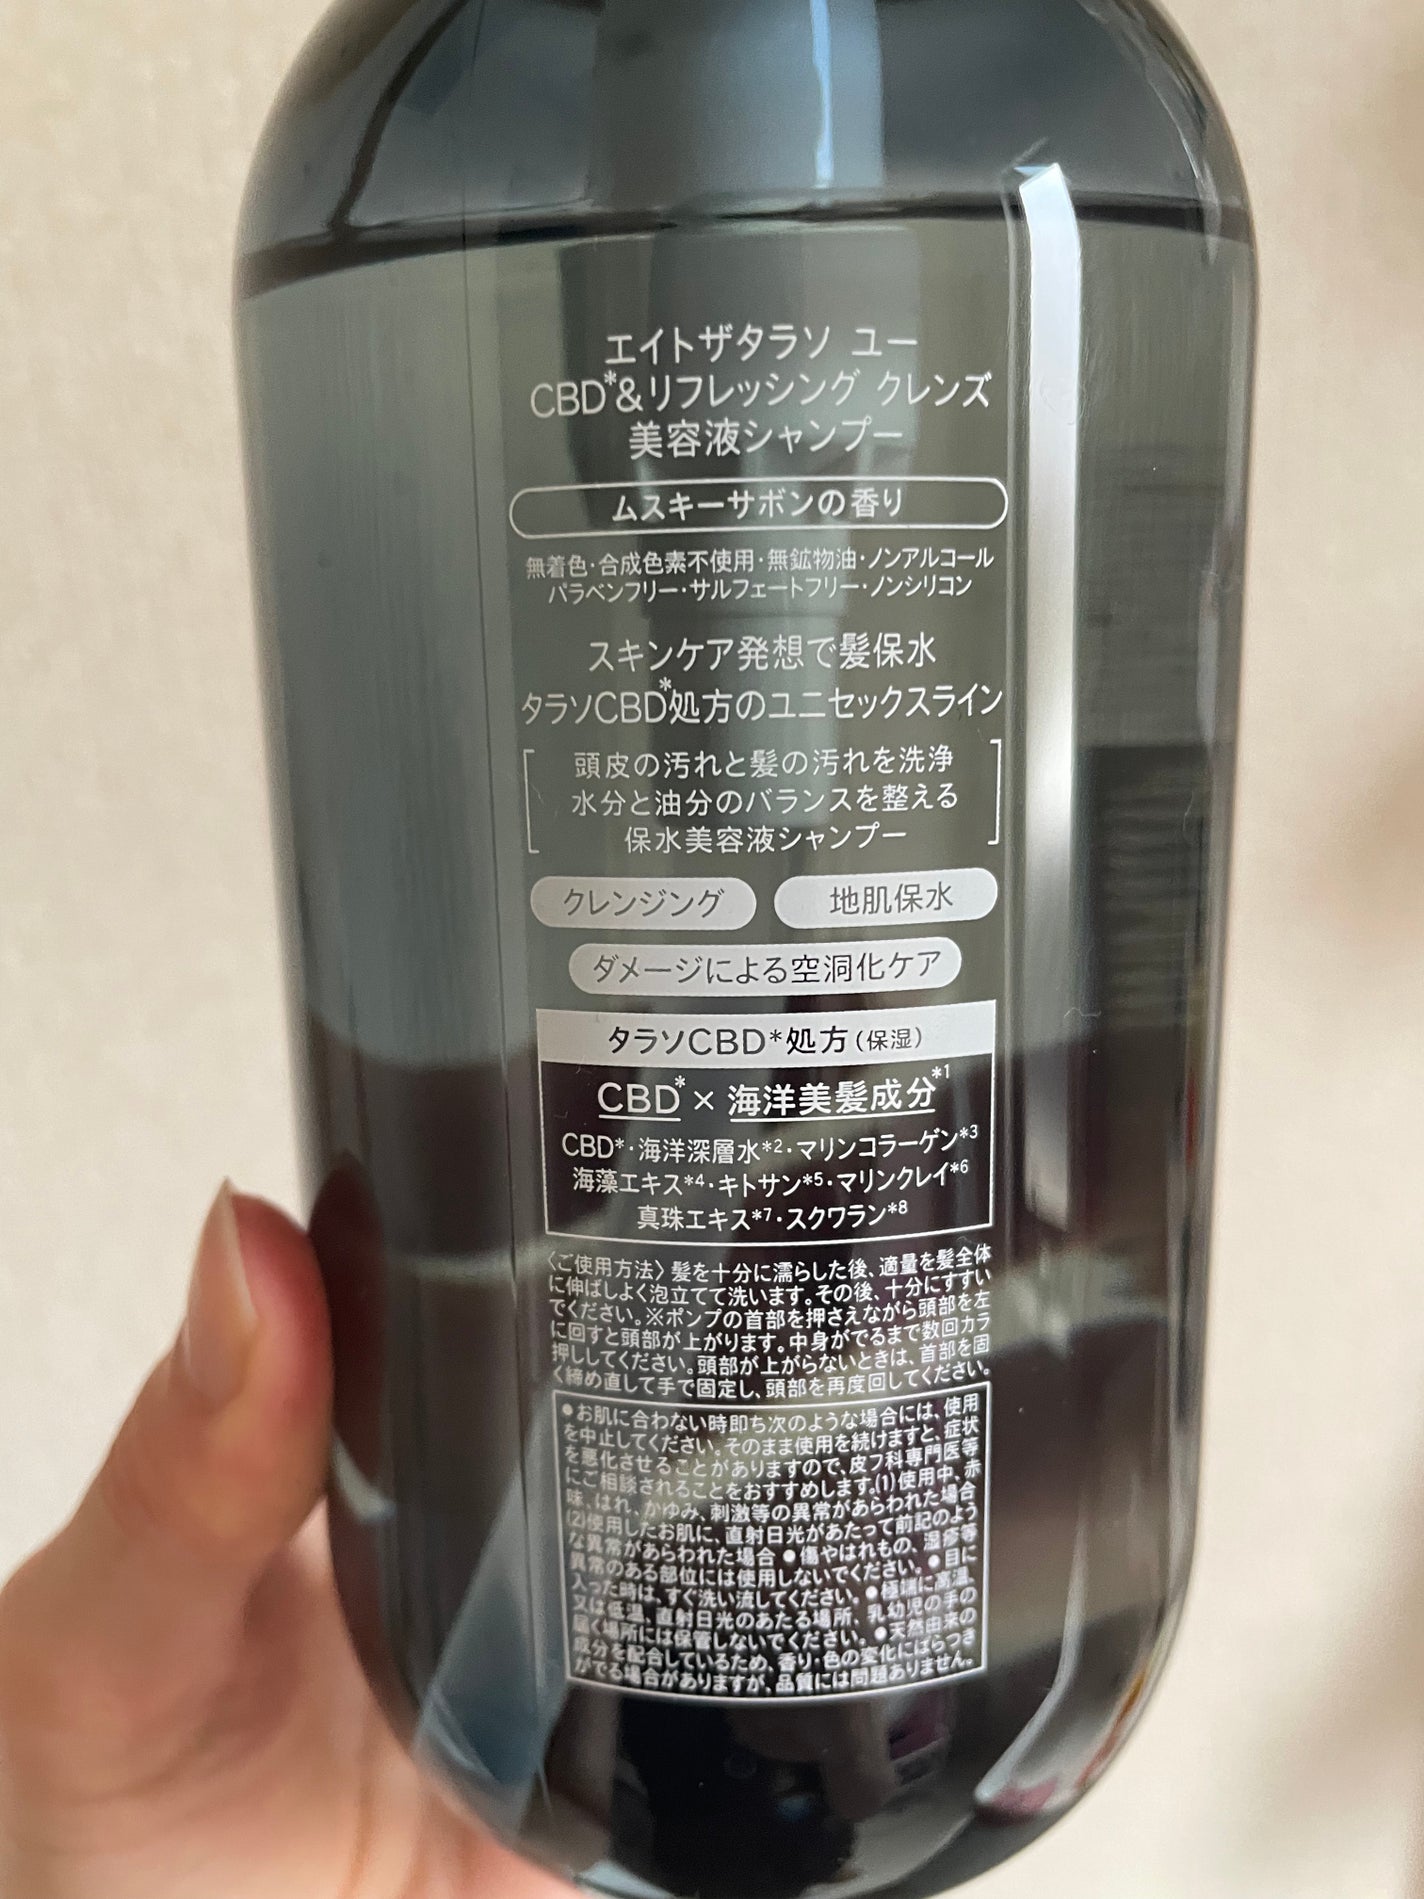 エイトザタラソ ユー
CBD*&リフレッシング クレンズ
美容液シャンプー
ムスキーサボンの香り
無着色・合成色素不使用・無鉱物油・ノンアルコール
パラベンフリー・サルフェートフリー・ノンシリコン
スキンケア発想で髪保水
タラソCBD*処方のユニセックスライン
頭皮の汚れと髪の汚れを洗浄
水分と油分のバランスを整える
保水美容液シャンプー
クレンジング 地肌保水
ダメージによる空洞化ケア
タラソCBD*処方(保湿)
CBD*×海洋美髪成分*1
CBD*・海洋深層水*2・マリンコラーゲン*3
海藻エキス*4・キトサン*5・マリンクレイ*6
真珠エキス*7・スクワラン*8
〈ご使用方法〉髪を十分に濡らした後、適量を髪全体
に伸ばしよく泡立てて洗います。その後、十分にすすい
でください。※ポンプの首部を押さえながら頭部を左
に回すと頭部が上がります。中身がでるまで数回カラ
押ししてください。頭部が上がらないときは、首部を固
く締め直して手で固定し、頭部を再度回してください。
●お肌に合わない時即ち次のような場合には、使用
を中止してください。そのまま使用を続けますと、症状
を悪化させることがありますので、皮フ科専門医等
にご相談されることをおすすめします。(1)使用中、赤
味、はれ、かゆみ、刺激等の異常があらわれた場合
(2)使用したお肌に、直射日光があたって前記のよう
な異常があらわれた場合 ●傷やはれもの、湿疹等
異常のある部位には使用しないでください。●目に
入った時は、すぐ洗い流してください。●極端に高温
又は低温、直射日光のあたる場所、乳幼児の手の
届く場所には保管しないでください。●天然由来の
成分を配合しているため、香り・色の変化にばらつき
がでる場合がありますが、品質には問題ありません。